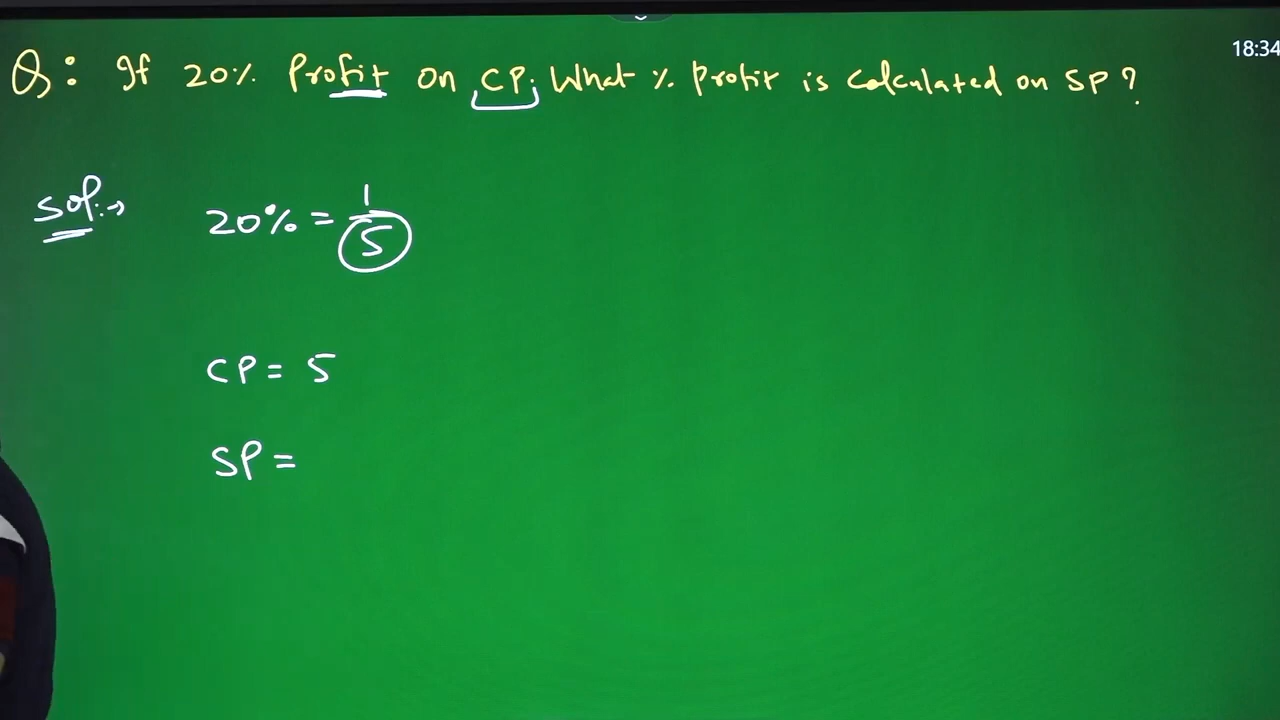 18:34
Q: If 20% Profit on CP; What % profit is calculated on SP?
Sol:→ 20% = 1/5
CP = 5
SP =